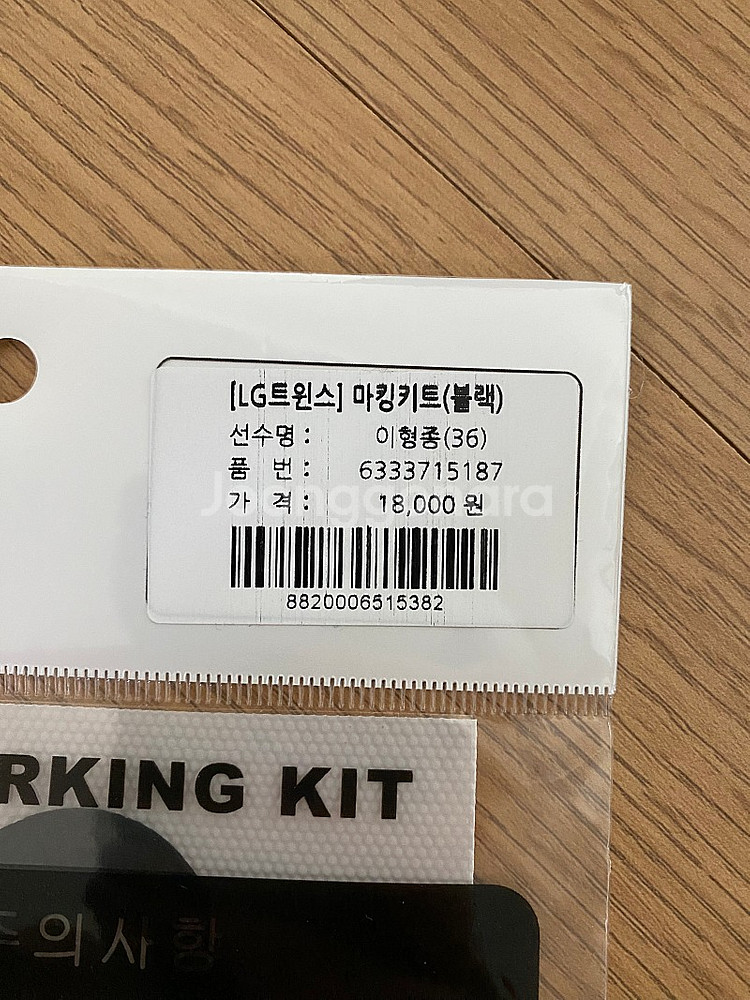 [LG트윈스] 마킹키트(블랙)
선수명 : 이형종(36)
품 번 : 6333715187
가 격 : 18,000 원
Joonggonara
8820006515382
RKING KIT
의사항